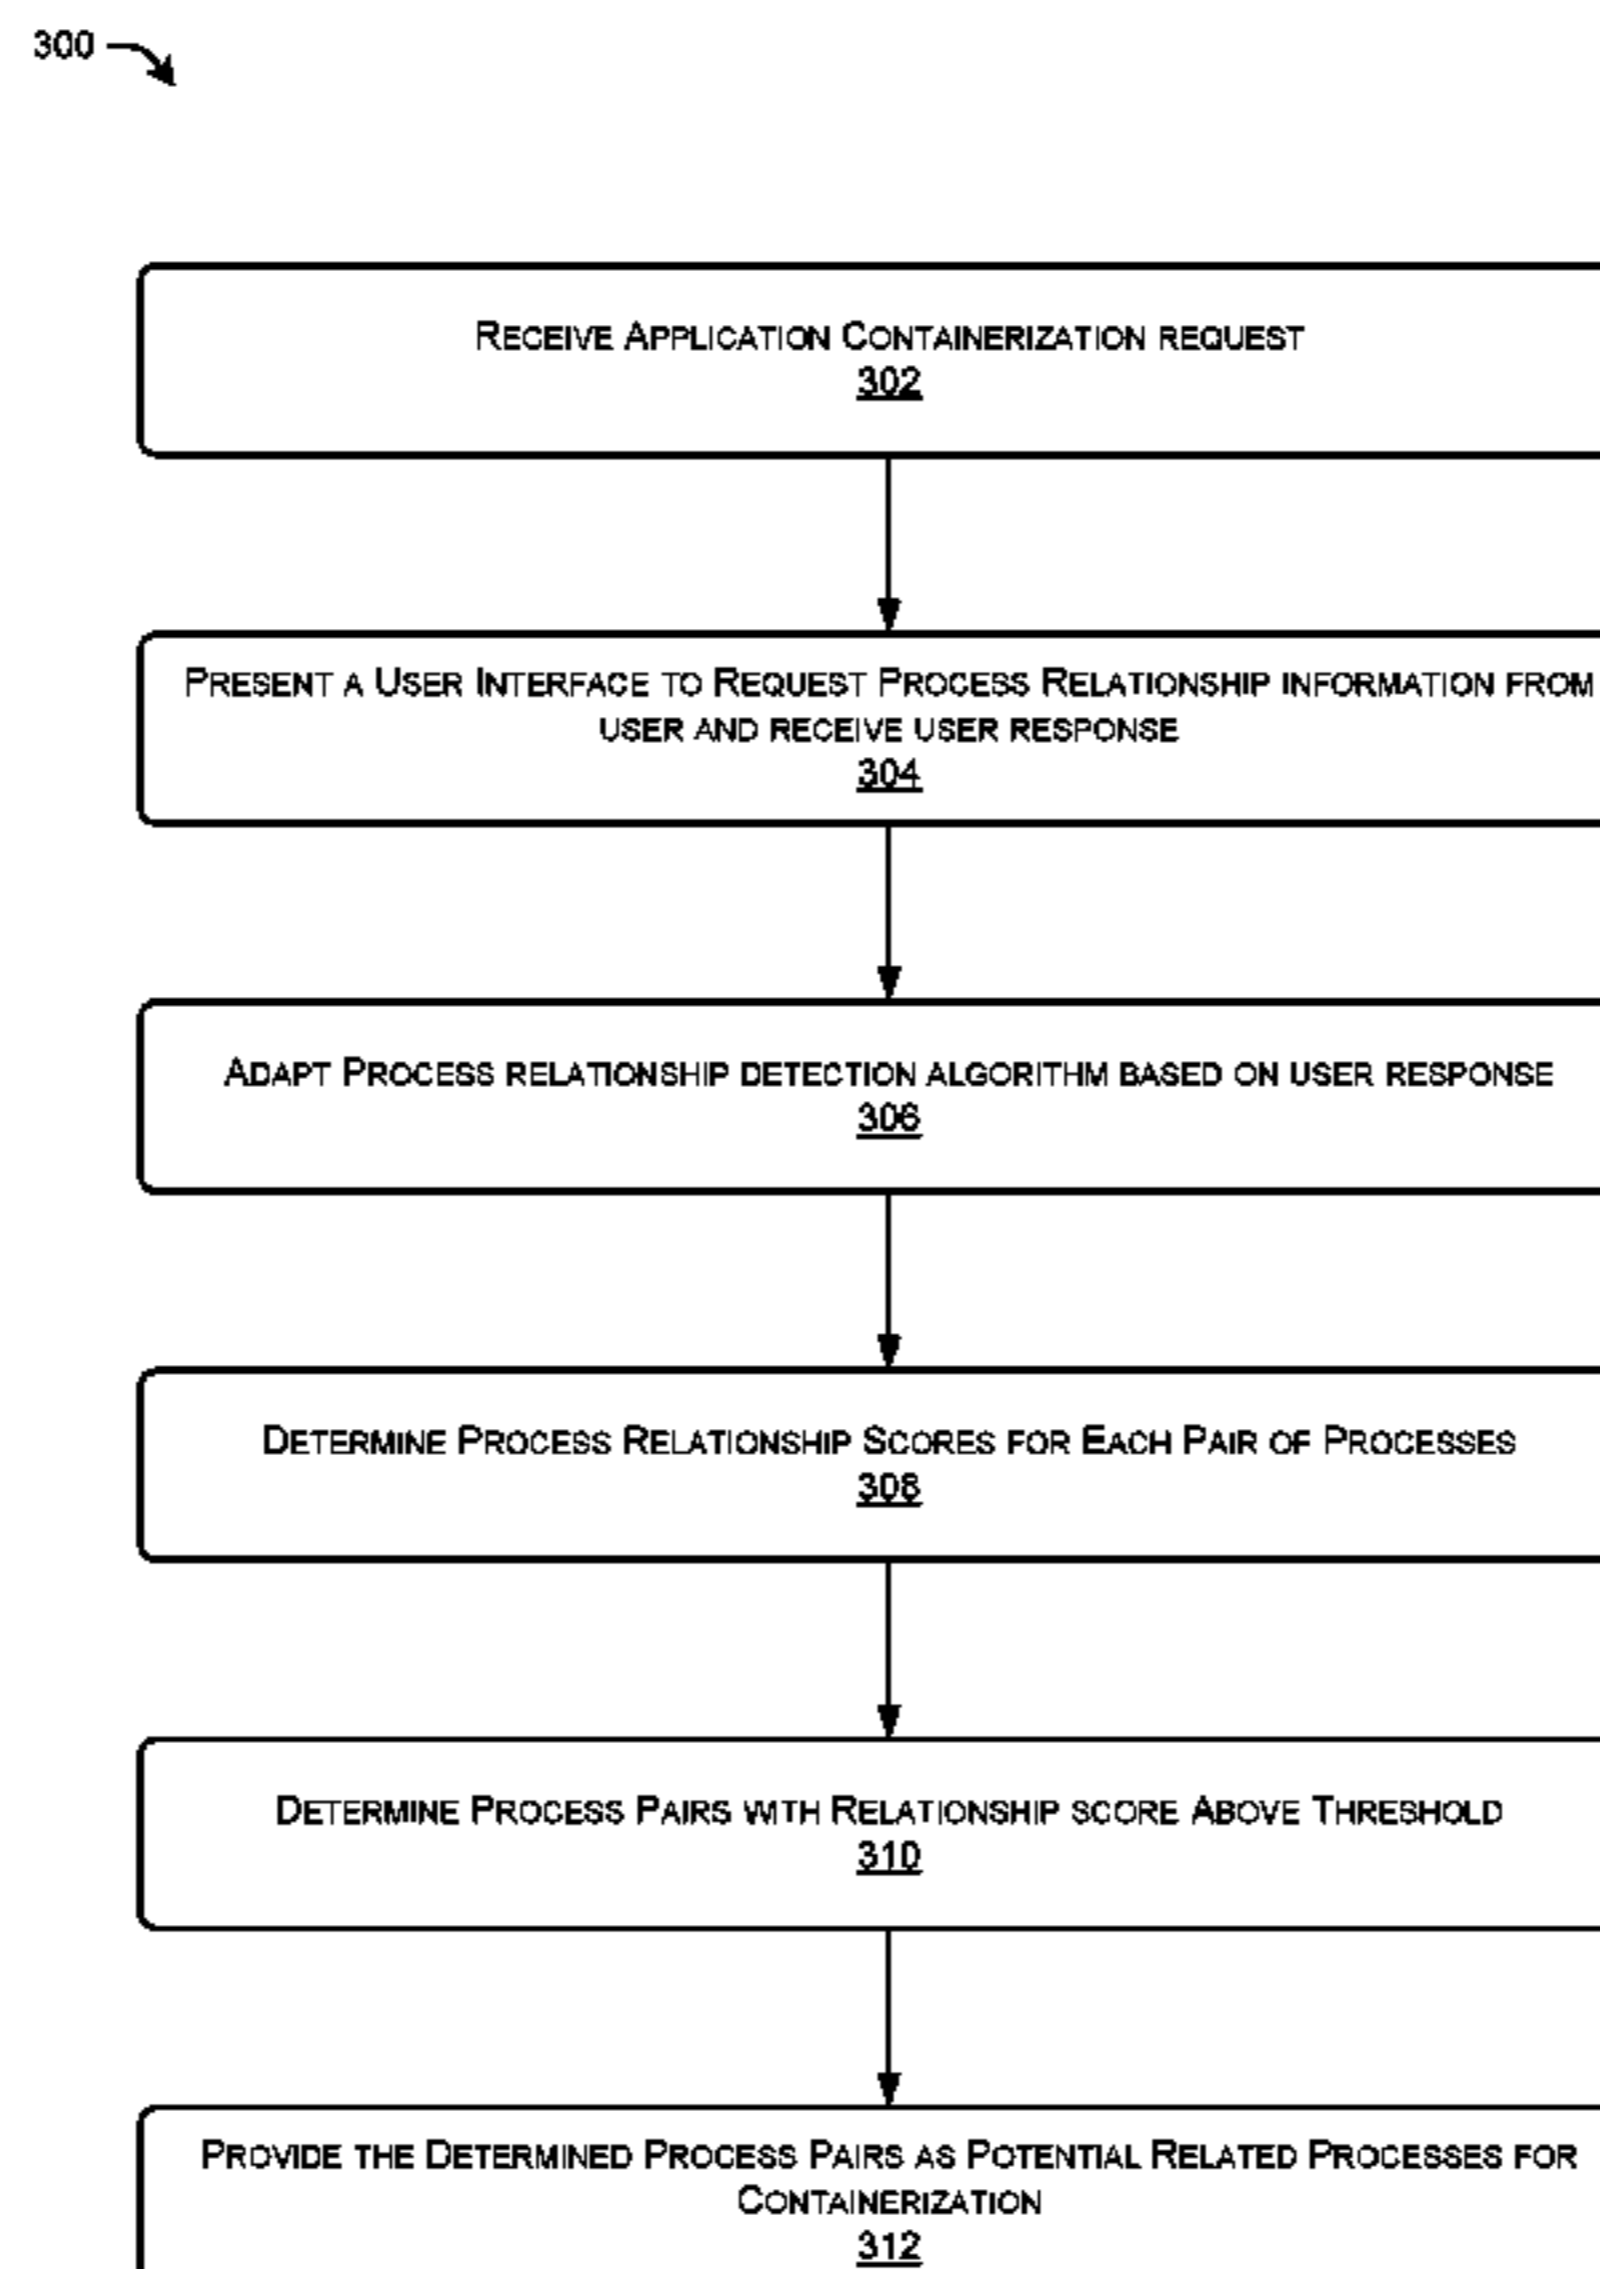 300
Receive Application Containerization request
302
Present a User Interface to Request Process Relationship information from
user and receive user response
304
Adapt Process relationship detection algorithm based on user response
306
Determine Process Relationship Scores for Each Pair of Processes
308
Determine Process Pairs with Relationship score Above Threshold
310
Provide the Determined Process Pairs as Potential Related Processes for
Containerization
312